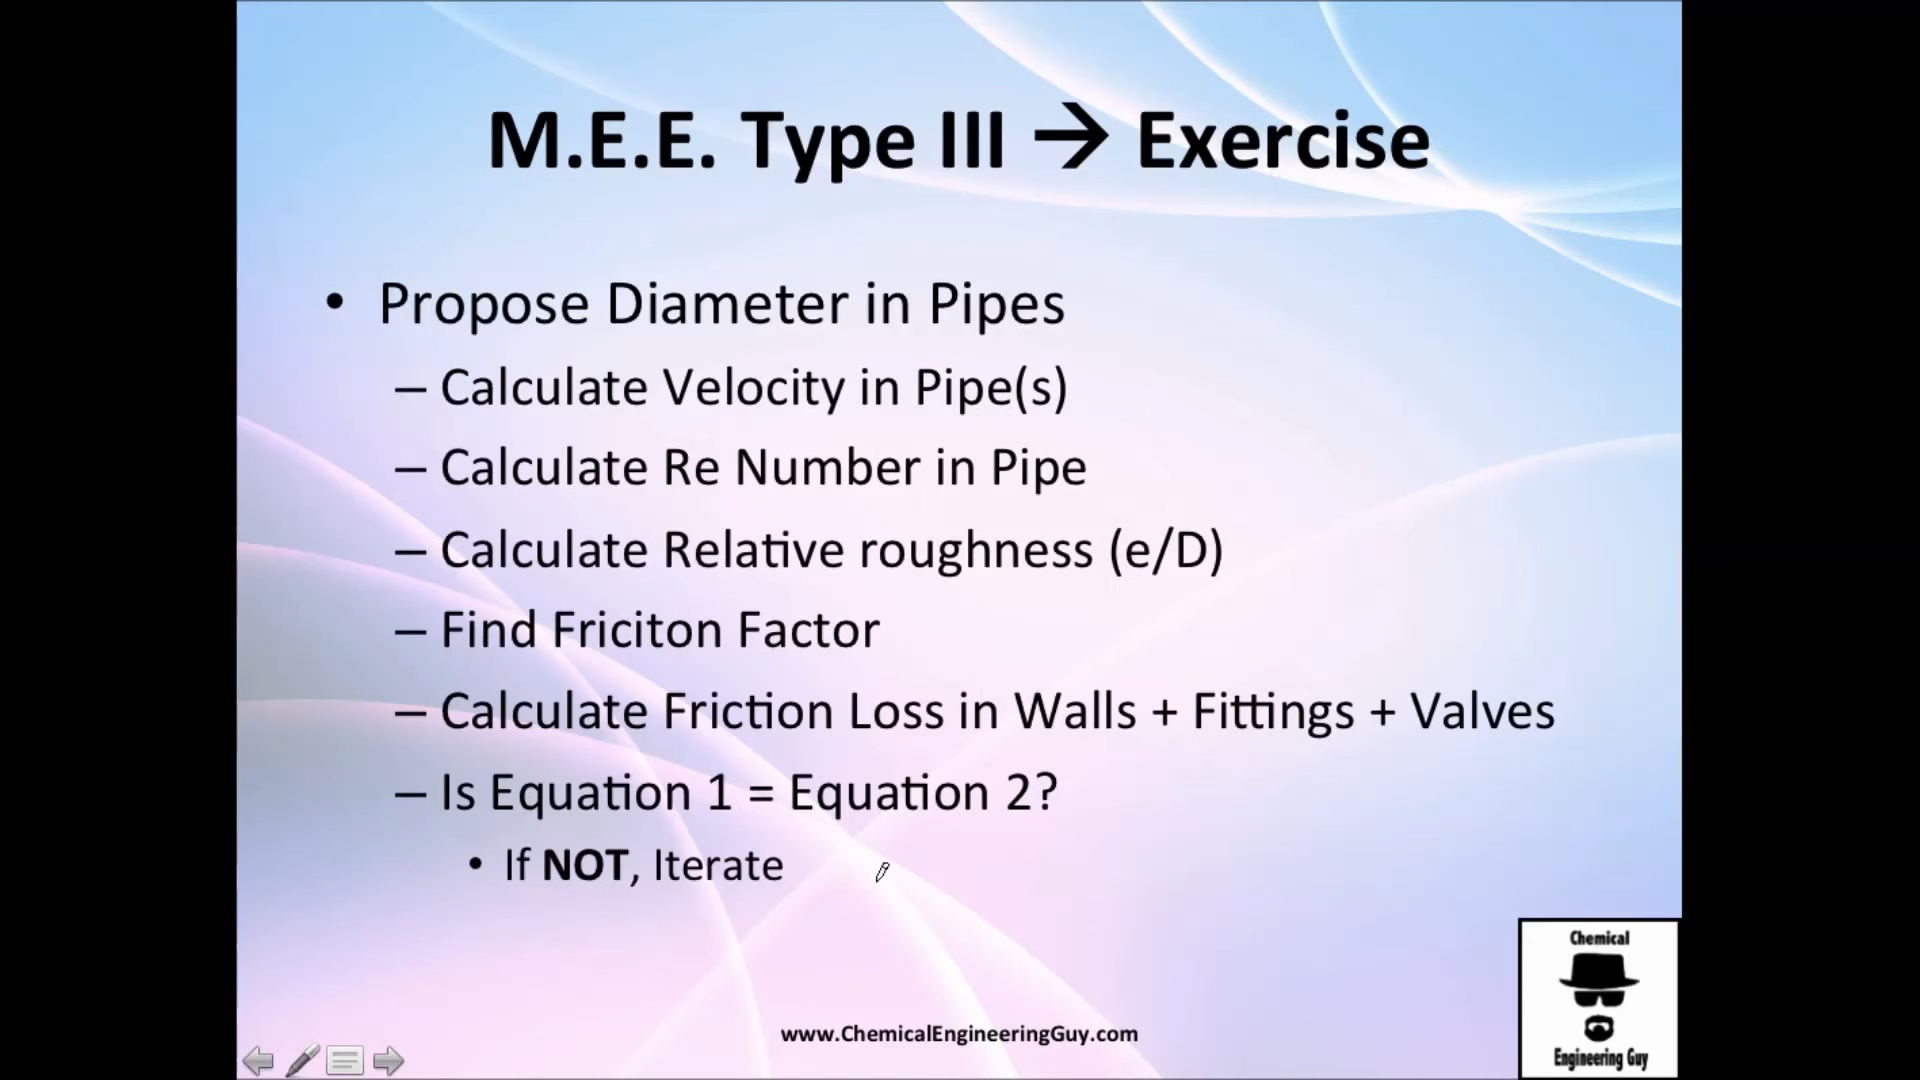 M.E.E. Type III → Exercise
• Propose Diameter in Pipes
– Calculate Velocity in Pipe(s)
– Calculate Re Number in Pipe
– Calculate Relative roughness (e/D)
– Find Friciton Factor
– Calculate Friction Loss in Walls + Fittings + Valves
– Is Equation 1 = Equation 2?
• If NOT, Iterate
www.ChemicalEngineeringGuy.com
Chemical
Engineering Guy